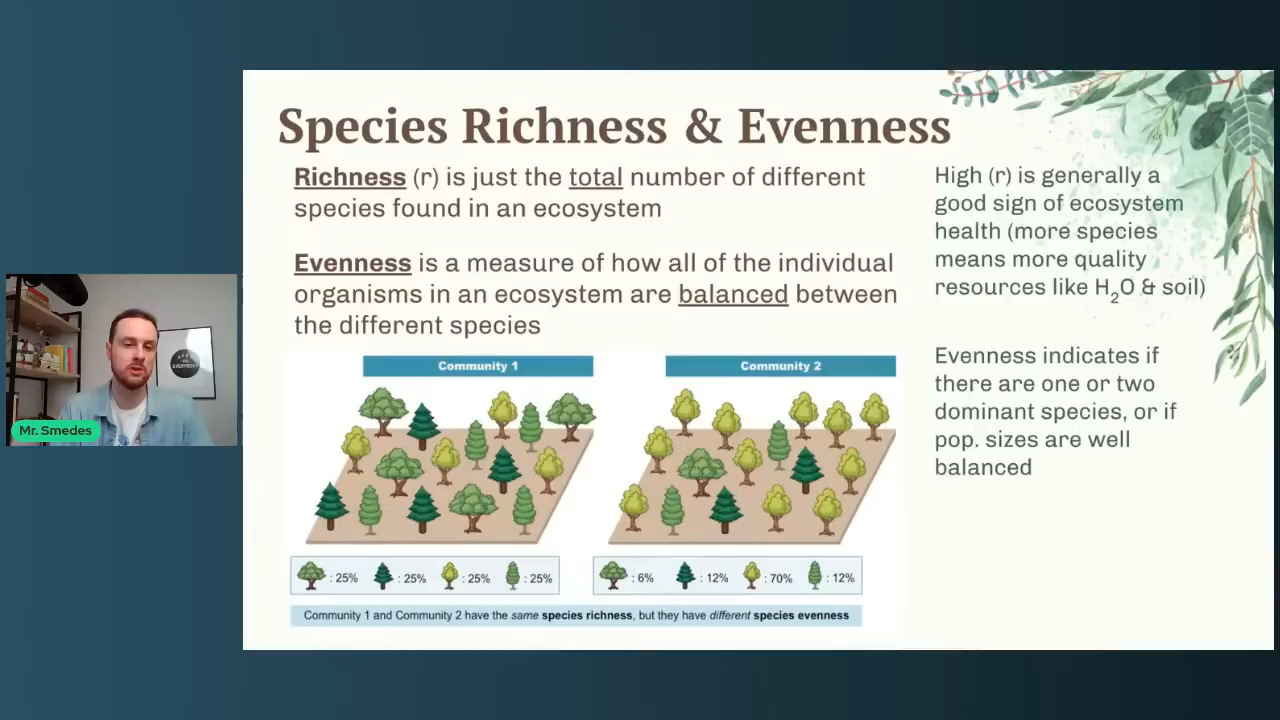 Species Richness & Evenness
Richness (r) is just the total number of different
species found in an ecosystem
Evenness is a measure of how all of the individual
organisms in an ecosystem are balanced between
the different species
High (r) is generally a
good sign of ecosystem
health (more species
means more quality
resources like H₂O & soil)
Evenness indicates if
there are one or two
dominant species, or if
pop. sizes are well
balanced
Community 1
Community 2
: 25% : 25% : 25% : 25%
: 6% : 12% : 70% : 12%
Community 1 and Community 2 have the same species richness, but they have different species evenness
Mr. Smedes